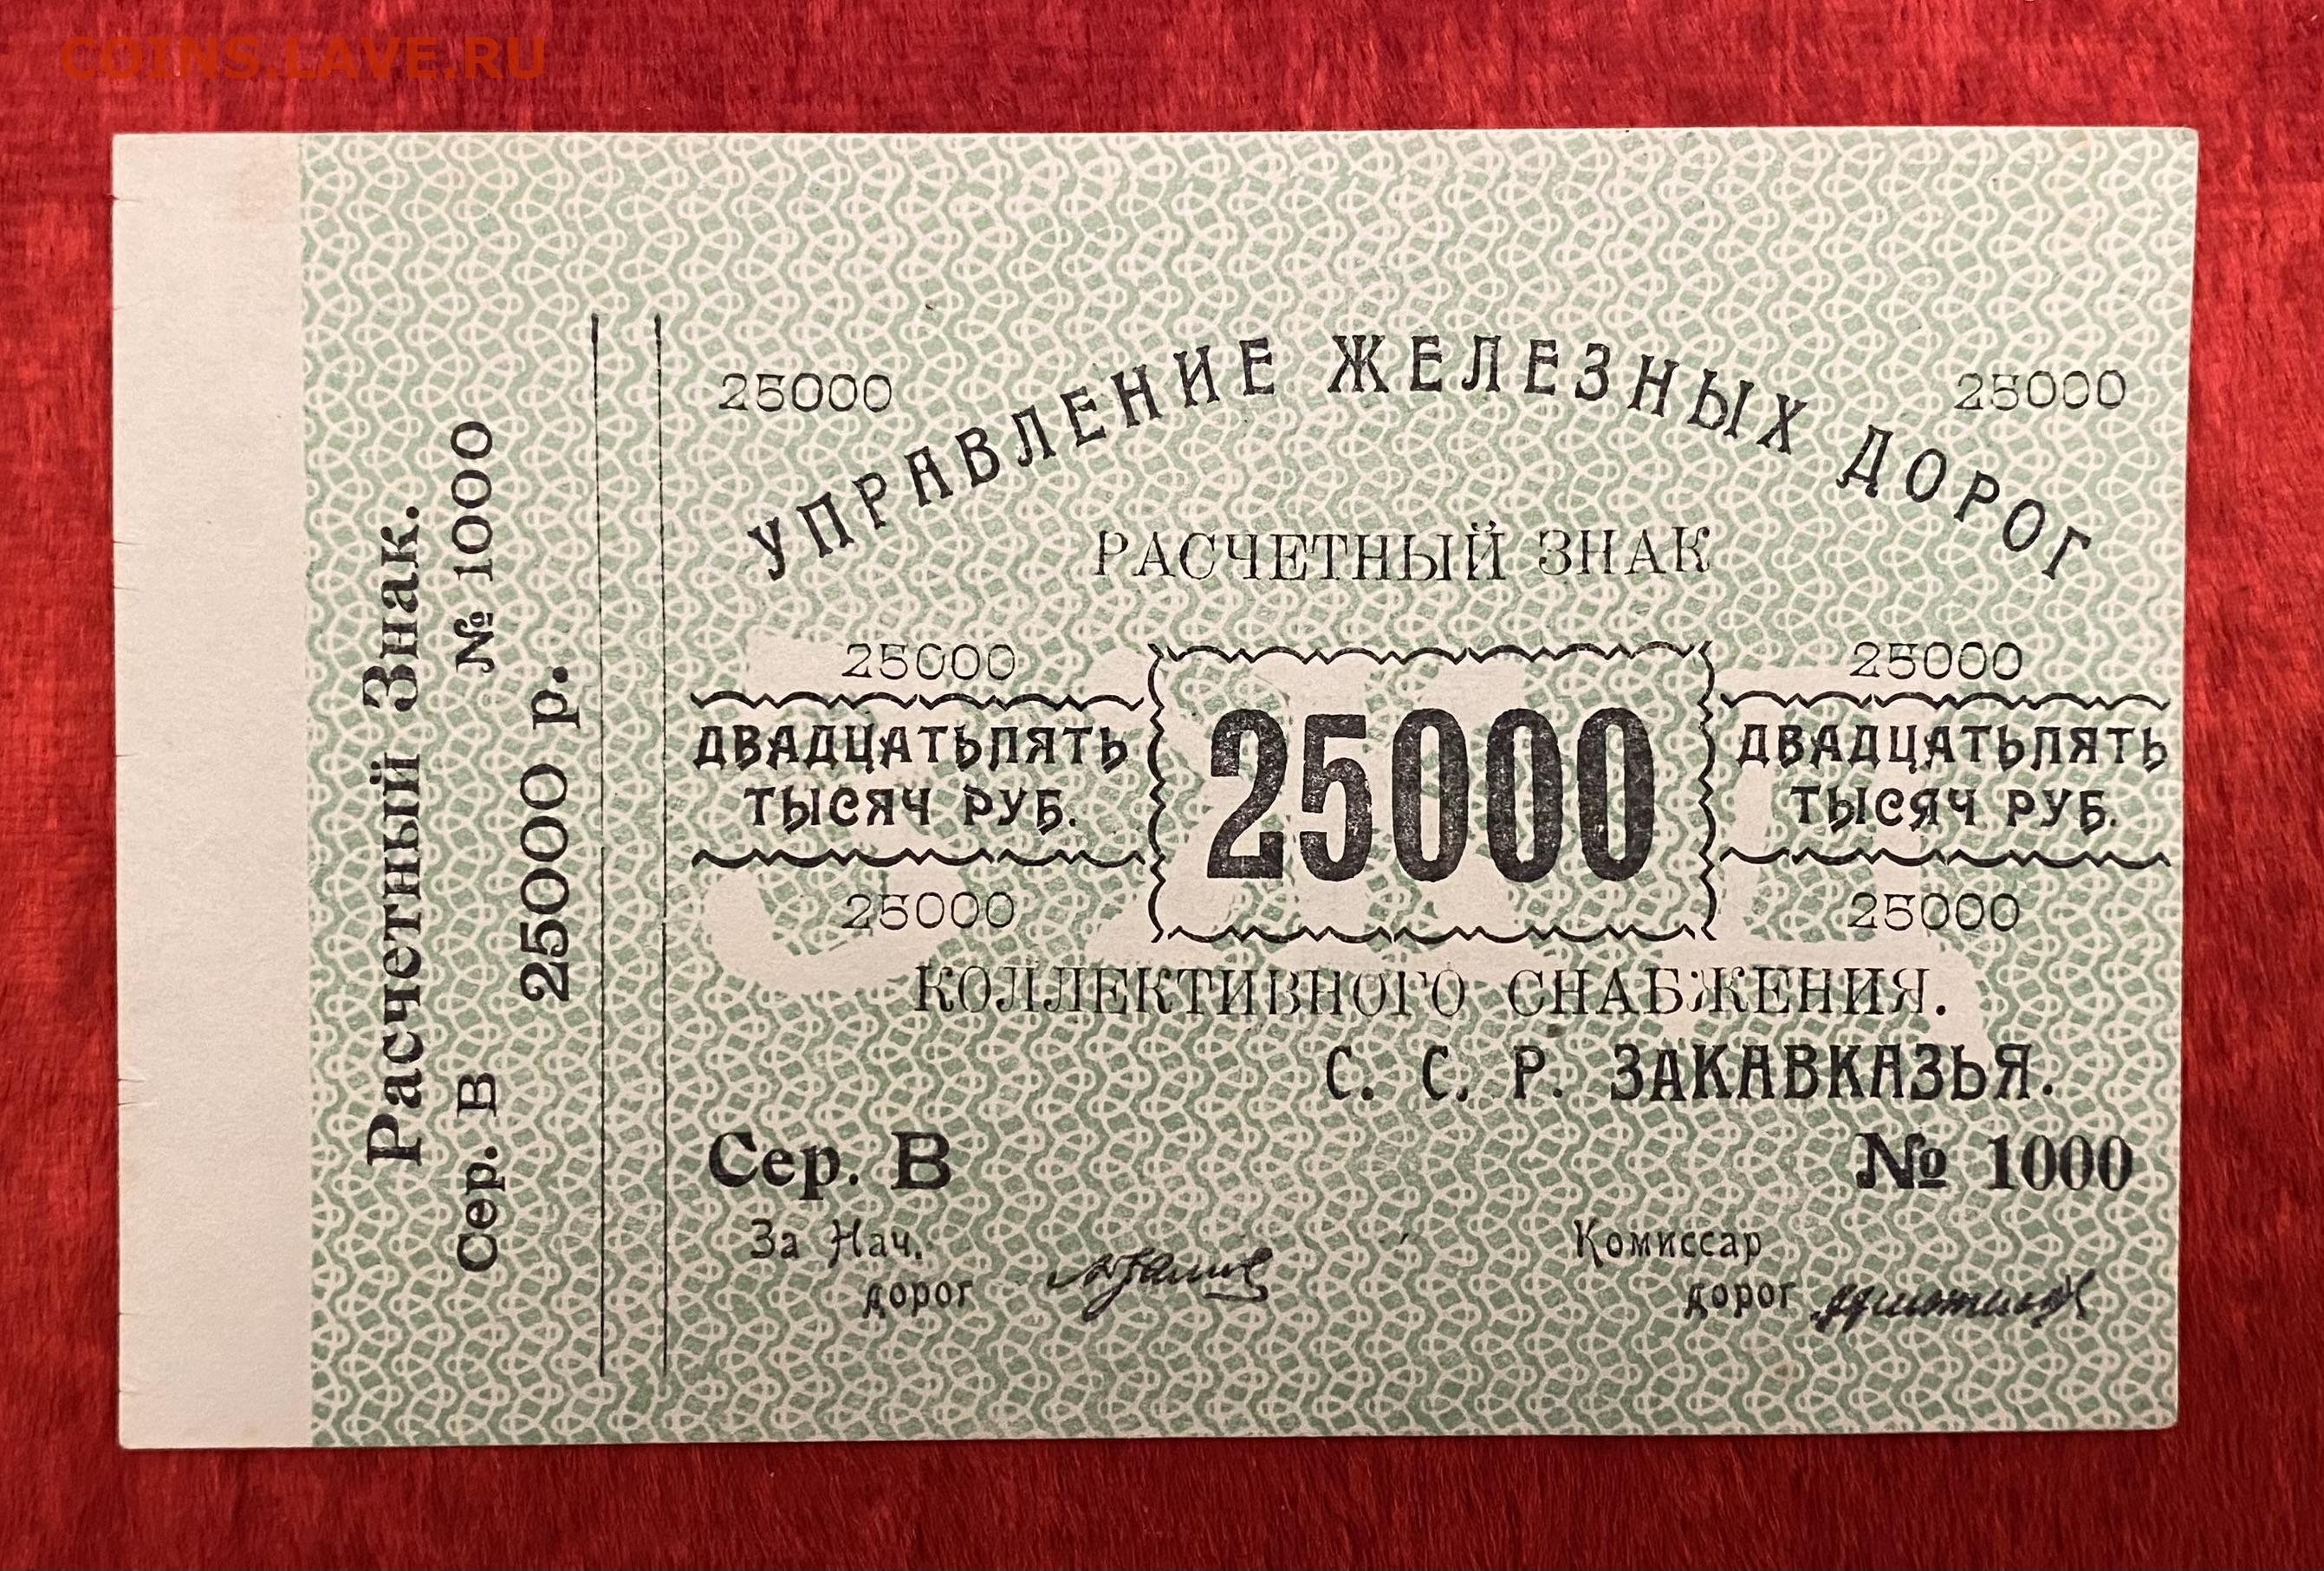 COINS.LAVE.RU
Расчетный Знак.
Сер. В № 1000
25000 р.
25000 25000
УПРАВЛЕНИЕ ЖЕЛЕЗНЫХ ДОРОГ
РАСЧЕТНЫЙ ЗНАК
25000 25000
ДВАДЦАТЬПЯТЬ 25000 ДВАДЦАТЬПЯТЬ
ТЫСЯЧ РУБ. ТЫСЯЧ РУБ.
25000 25000
КОЛЛЕКТИВНОГО СНАБЖЕНИЯ.
С. С. Р. ЗАКАВКАЗЬЯ.
Сер. В № 1000
За Нач. Комиссар
дорог дорог